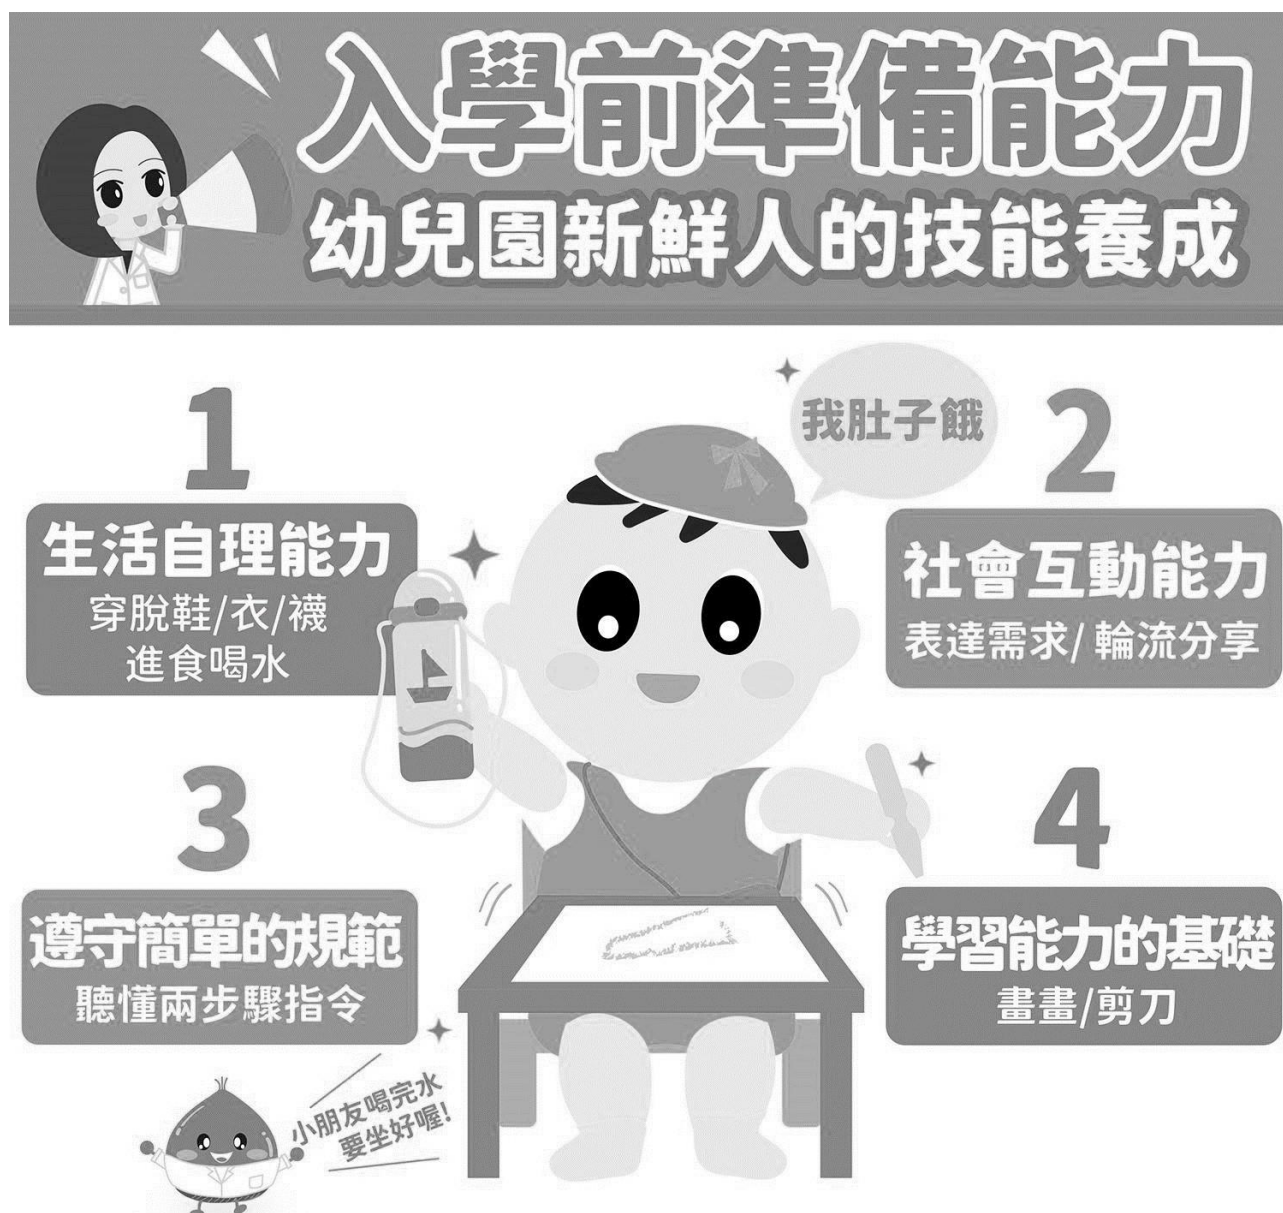 入學前準備能力
幼兒園新鮮人的技能養成
1
生活自理能力
穿脫鞋/衣/襪
進食喝水
我肚子餓
2
社會互動能力
表達需求/輪流分享
3
遵守簡單的規範
聽懂兩步驟指令
小朋友喝完水
要坐好喔!
4
學習能力的基礎
畫畫/剪刀